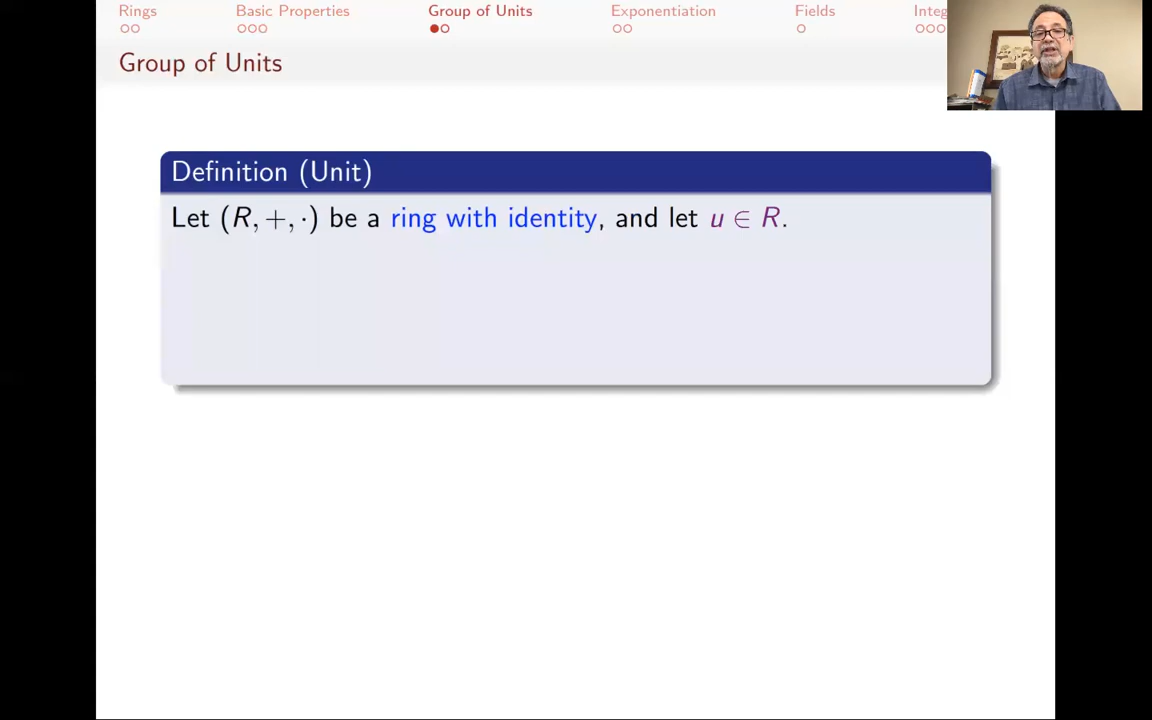 Rings Basic Properties Group of Units Exponentiation Fields Integ
Group of Units
Definition (Unit)
Let (R, +, ·) be a ring with identity, and let u ∈ R.